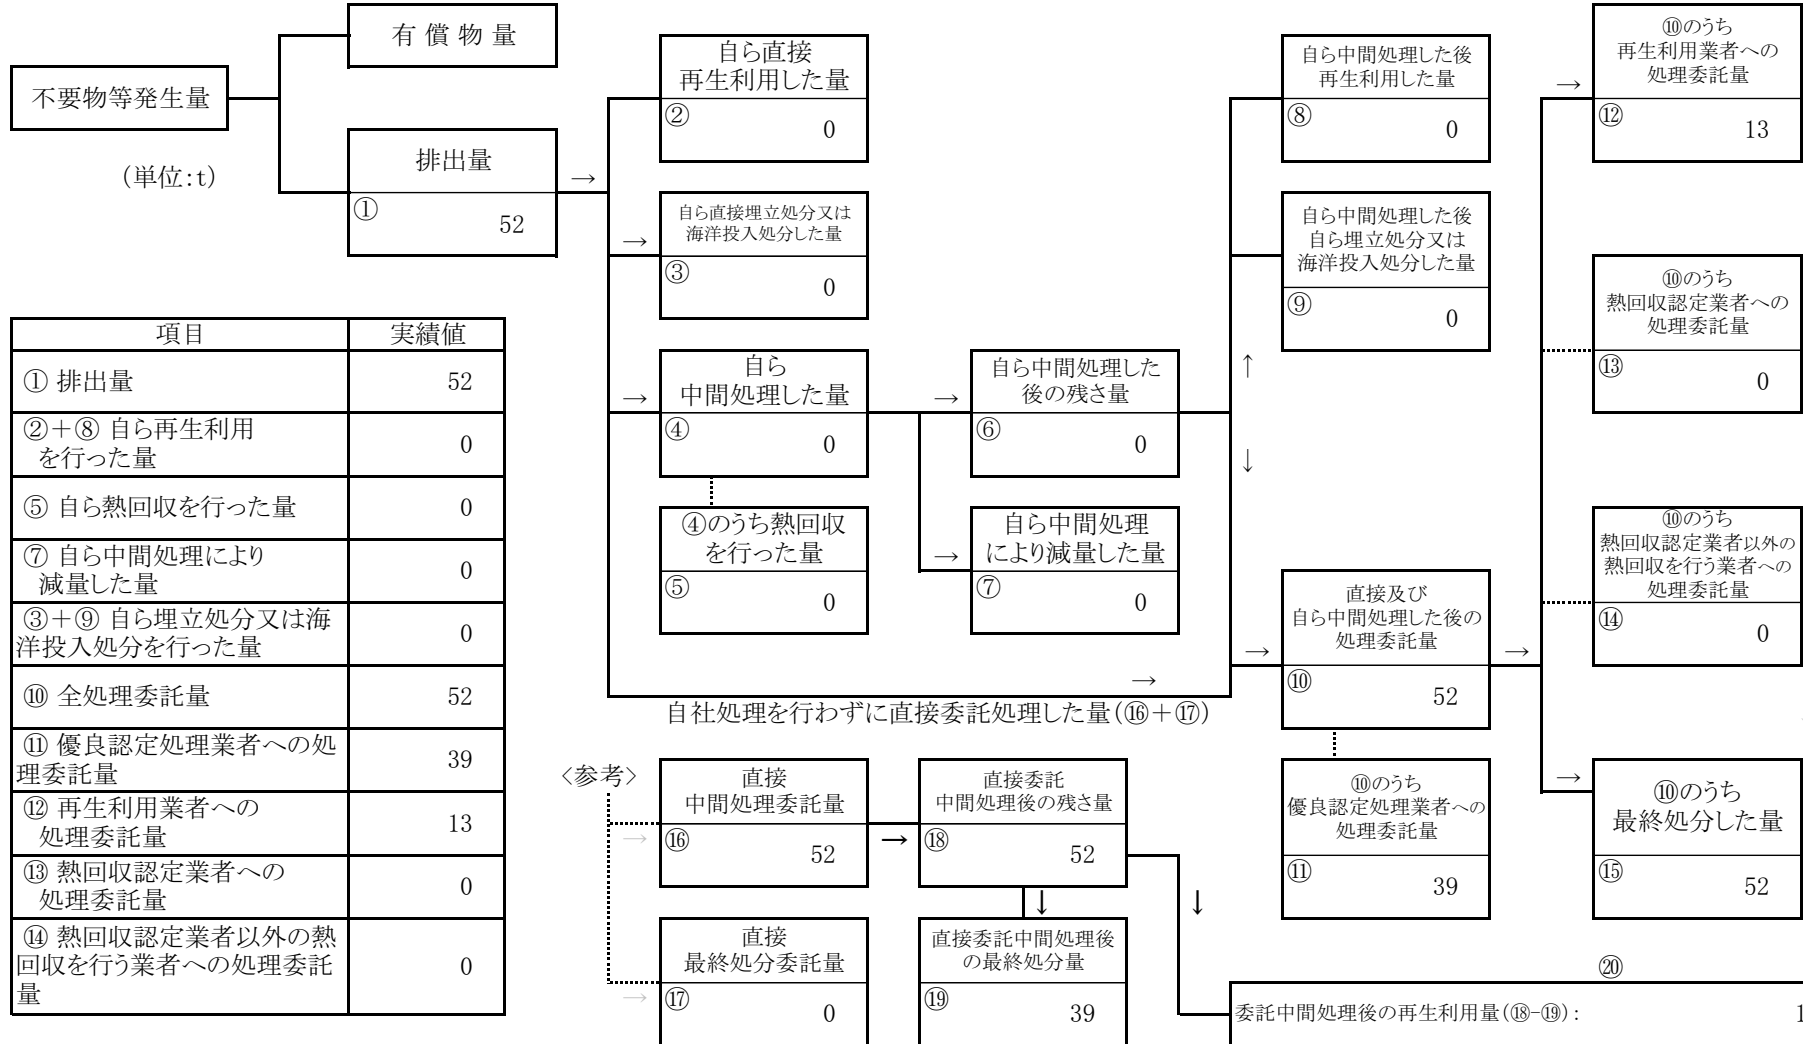 有 償 物 量
不要物等発生量
(単位:t)
排出量
→
①
52
自ら直接
再生利用した量
②
0
→
自ら直接埋立処分又は
海洋投入処分した量
③
0
→
自ら
中間処理した量
④
0
④のうち熱回収
を行った量
⑤
0
→
自ら中間処理した
後の残さ量
⑥
0
→
自ら中間処理
により減量した量
⑦
0
自ら中間処理した後
再生利用した量
⑧
0
自ら中間処理した後
自ら埋立処分又は
海洋投入処分した量
⑨
0
↑
↓
→
直接及び
自ら中間処理した後の
処理委託量
⑩
52
→
⑩のうち
優良認定処理業者への
処理委託量
⑪
39
→
⑩のうち
再生利用業者への
処理委託量
⑫
13
⑩のうち
熱回収認定業者への
処理委託量
⑬
0
⑩のうち
熱回収認定業者以外の
熱回収を行う業者への
処理委託量
⑭
0
→
⑩のうち
最終処分した量
⑮
52
→
自社処理を行わずに直接委託処理した量(⑯+⑰)
〈参考〉
→
直接
中間処理委託量
⑯
52
→
直接委託
中間処理後の残さ量
⑱
52
↓
↓
→
直接
最終処分委託量
⑰
0
直接委託中間処理後
の最終処分量
⑲
39
⑳
委託中間処理後の再生利用量(⑱-⑲): 1
項目 実績値
① 排出量 52
②+⑧ 自ら再生利用
を行った量 0
⑤ 自ら熱回収を行った量 0
⑦ 自ら中間処理により
減量した量 0
③+⑨ 自ら埋立処分又は海
洋投入処分を行った量 0
⑩ 全処理委託量 52
⑪ 優良認定処理業者への処
理委託量 39
⑫ 再生利用業者への
処理委託量 13
⑬ 熱回収認定業者への
処理委託量 0
⑭ 熱回収認定業者以外の熱
回収を行う業者への処理委託
量 0